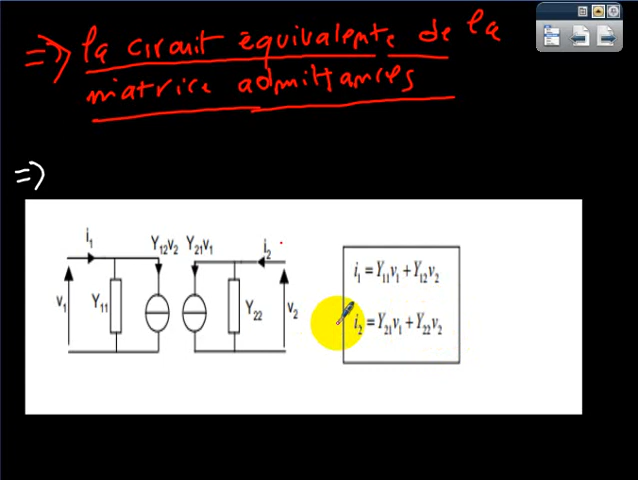 => la circuit équivalente de la
matrice admittances
=>
i₁ Y₁₂v₂ Y₂₁v₁ i₂
v₁ Y₁₁ Y₂₂ v₂
i₁ = Y₁₁v₁ + Y₁₂v₂
i₂ = Y₂₁v₁ + Y₂₂v₂